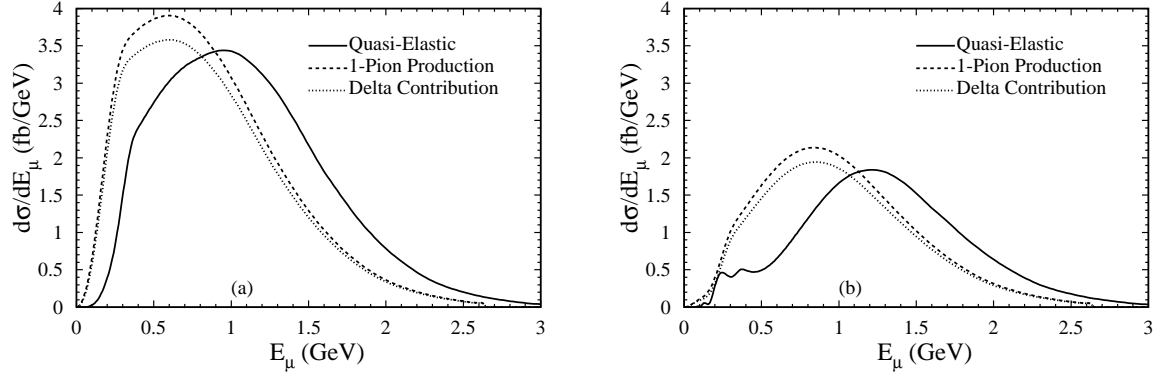 4
3.5
3
2.5
2
1.5
1
0.5
0
dσ/dE_μ (fb/GeV)
Quasi-Elastic
1-Pion Production
Delta Contribution
(a)
0 0.5 1 1.5 2 2.5 3
E_μ (GeV)
4
3.5
3
2.5
2
1.5
1
0.5
0
dσ/dE_μ (fb/GeV)
Quasi-Elastic
1-Pion Production
Delta Contribution
(b)
0 0.5 1 1.5 2 2.5 3
E_μ (GeV)